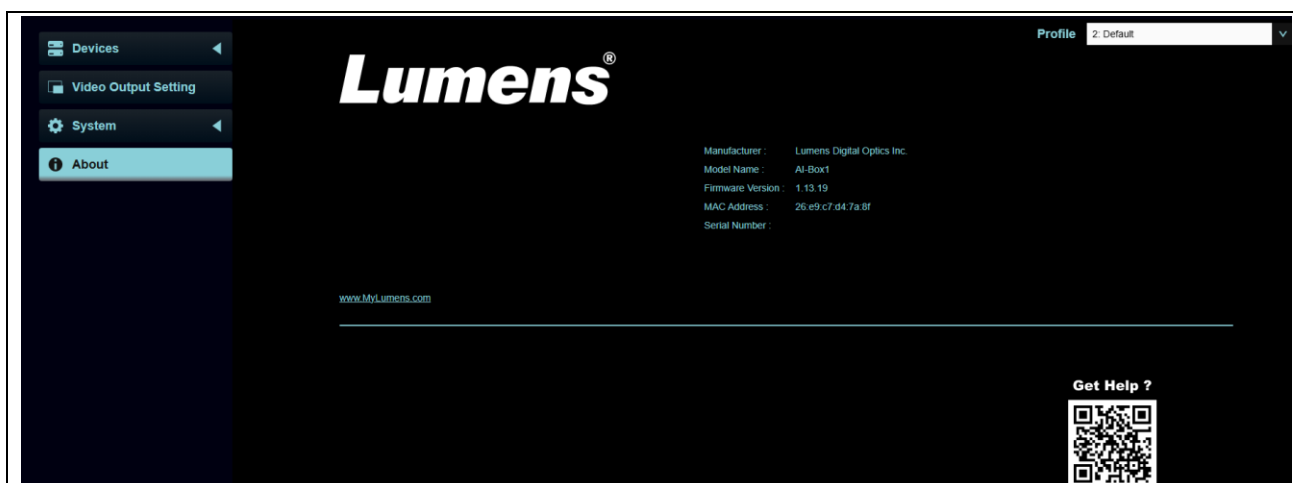 Profile 2: Default
Devices
Video Output Setting
System
About
Lumens®
Manufacturer : Lumens Digital Optics Inc.
Model Name : AI-Box1
Firmware Version : 1.13.19
MAC Address : 26:e9:c7:d4:7a:8f
Serial Number :
www.MyLumens.com
Get Help ?